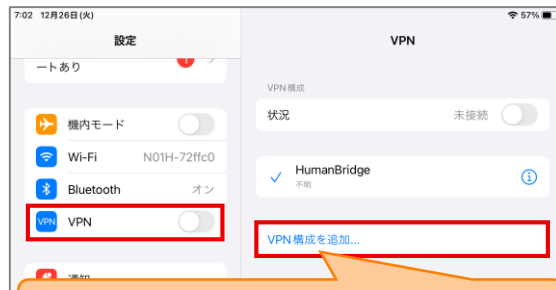 7:02 12月26日(火)
57%
設定
ートあり
機内モード
Wi-Fi N01H-72ffc0
Bluetooth オン
VPN VPN
通知
VPN
VPN構成
状況 未接続
HumanBridge
不明
VPN構成を追加...